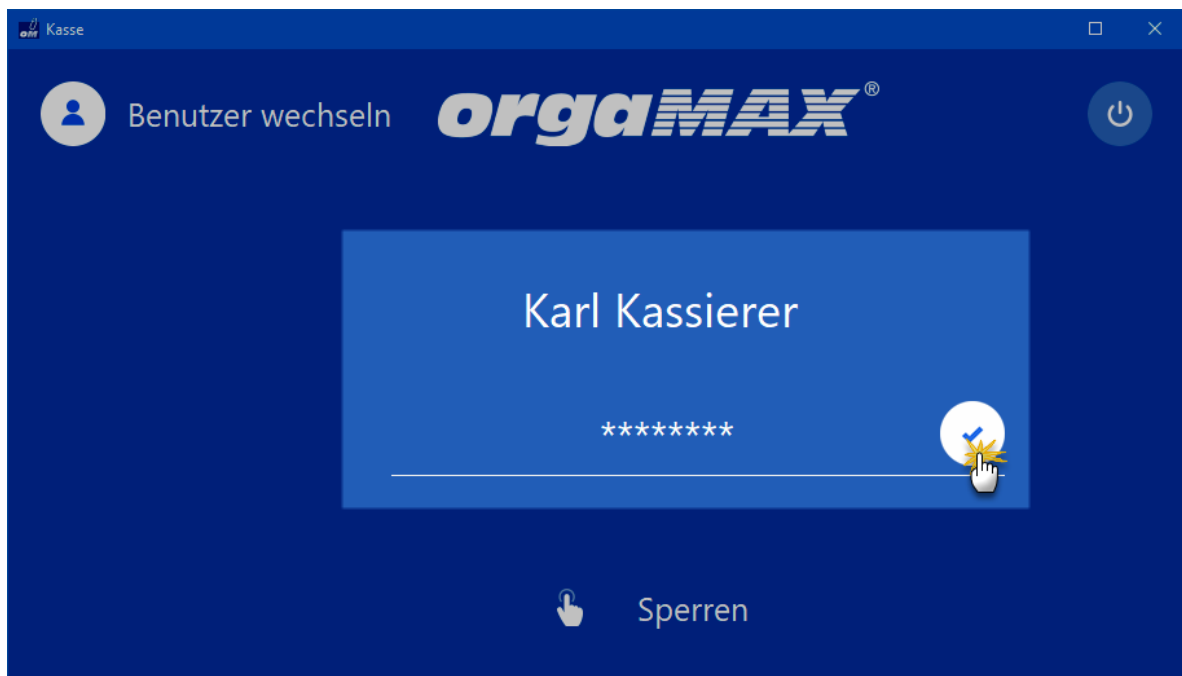 Kasse
Benutzer wechseln
orgaMAX®
Karl Kassierer
********
Sperren